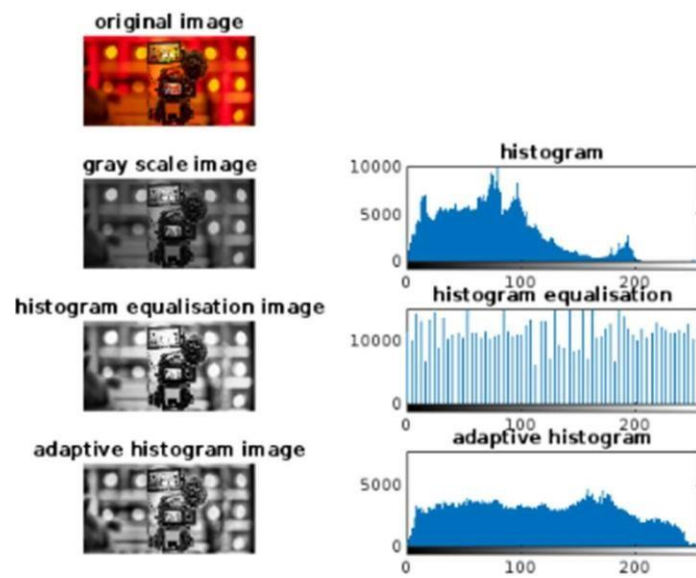 original image
gray scale image
histogram
10000
5000
0
0
100
200
histogram equalisation image
histogram equalisation
10000
0
0
100
200
adaptive histogram image
adaptive histogram
5000
0
0
100
200